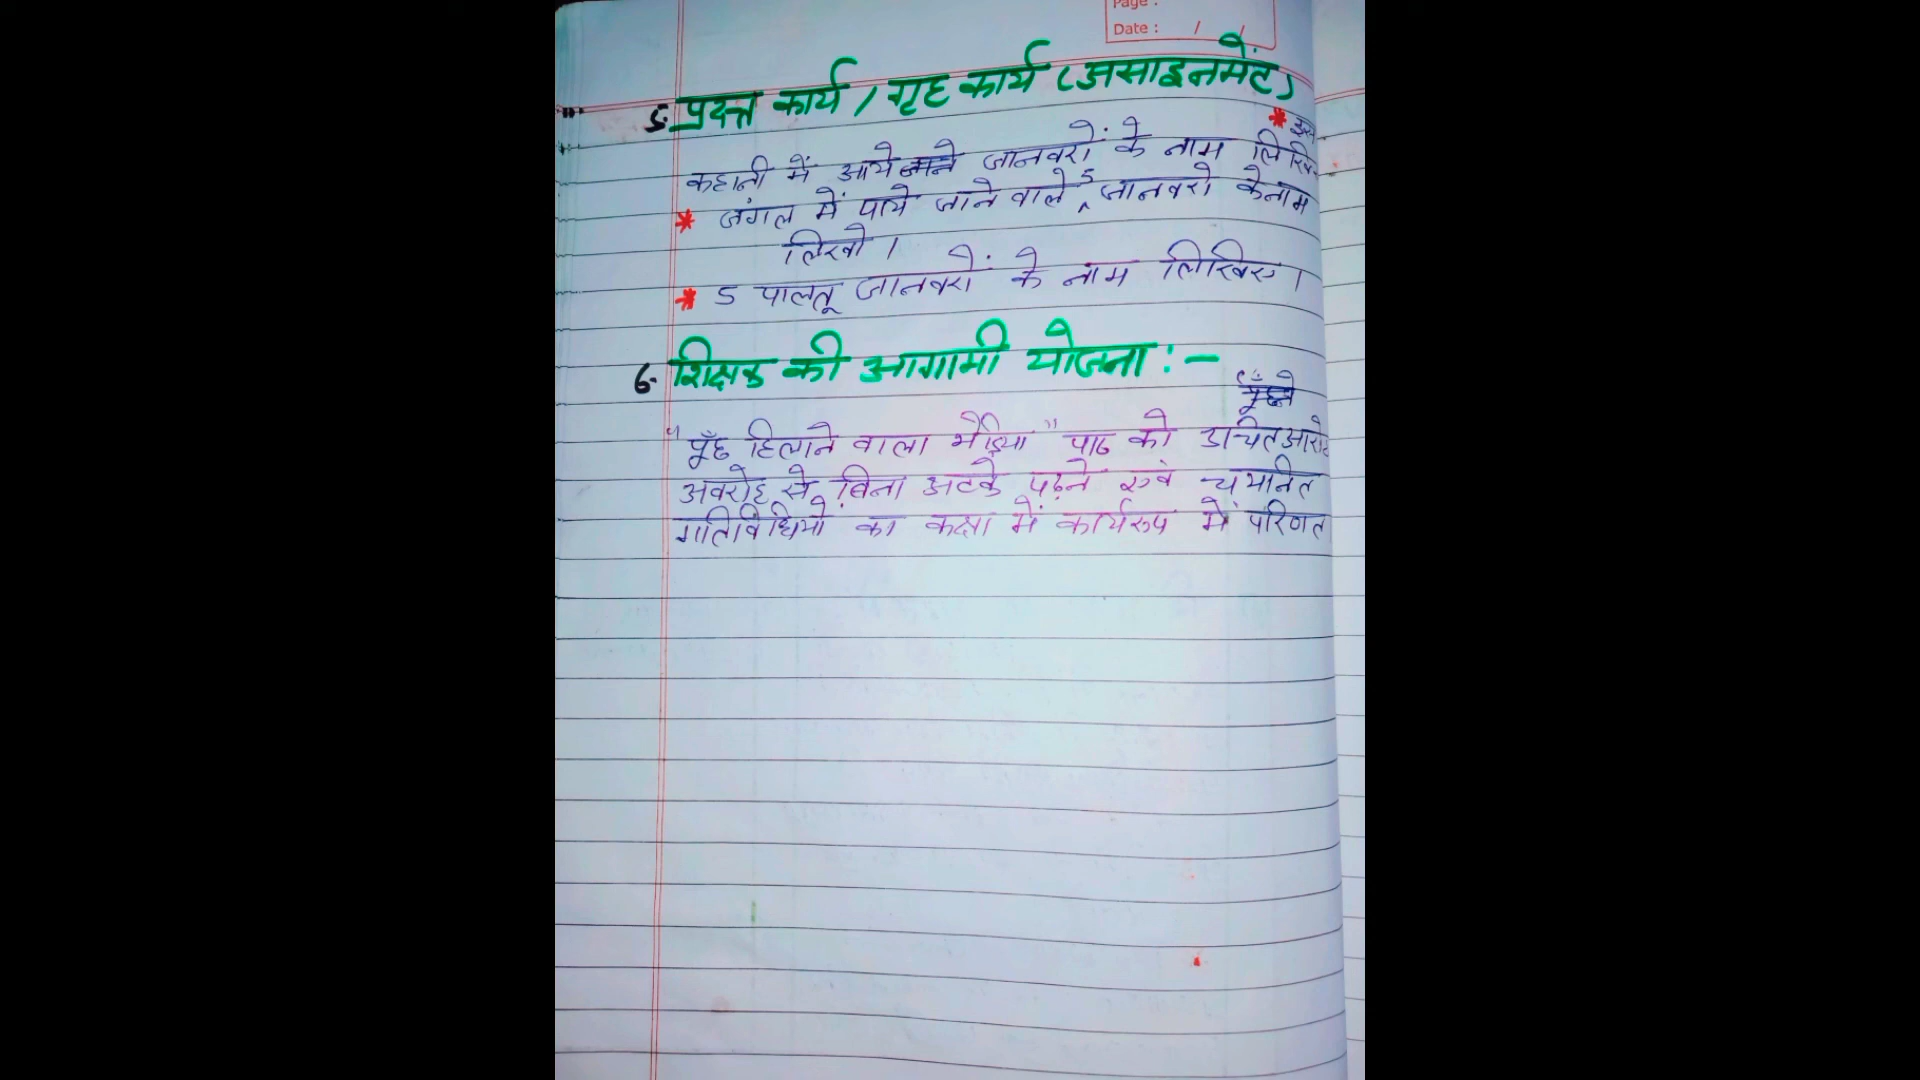 Page :
Date : / /
5. प्रदत्त कार्य / गृह कार्य (असाइनमेंट)
* इस
कहानी में आये जानवरों के नाम लिखि
* जंगल में पाये जाने वाले 5 जानवरो के नाम
लिखो ।
* 5 पालतू जानवरों के नाम लिखिए ।
6. शिक्षक की आगामी योजना : -
"पूँछ हिलाने वाला भेड़िया" पाठ को उचित आरोह
अवरोह से बिना अटके पढ़ने एवं चयनित
गतिविधियों का कक्षा में कार्यरूप में परिणत